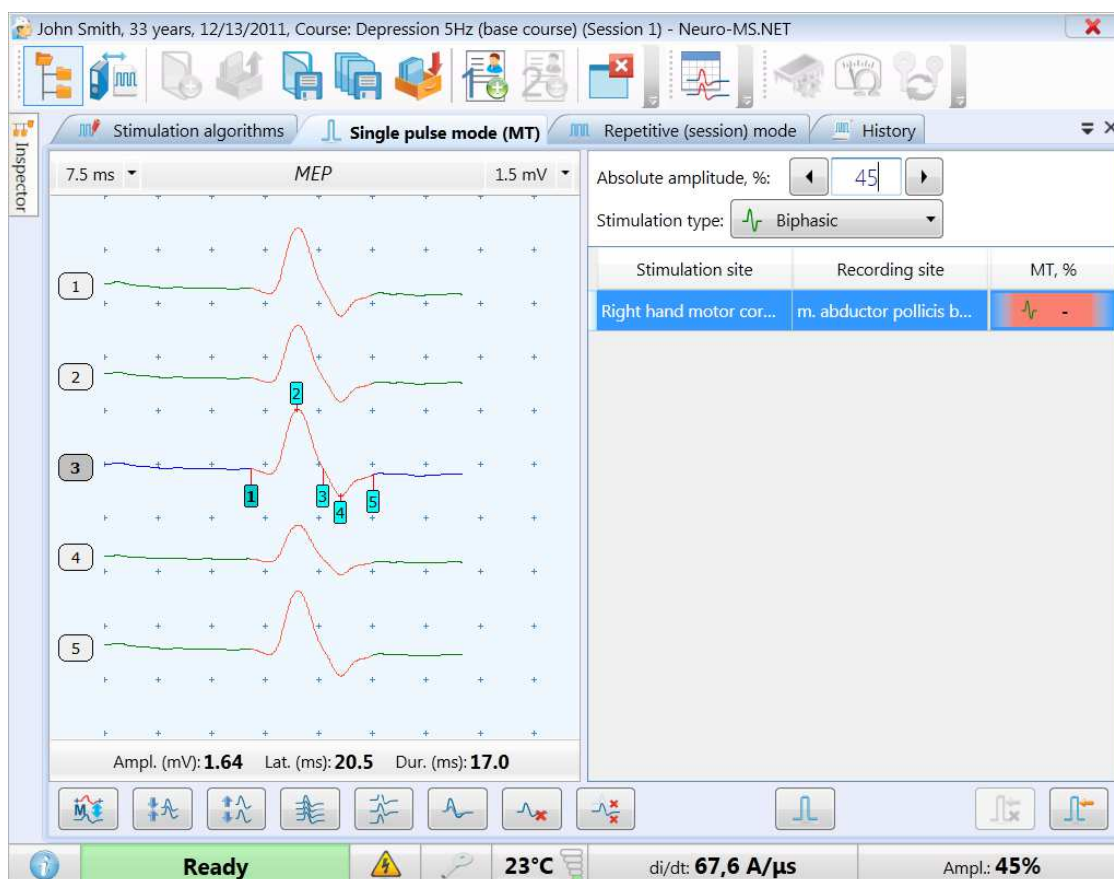 John Smith, 33 years, 12/13/2011, Course: Depression 5Hz (base course) (Session 1) - Neuro-MS.NET
1 2
Inspector
Stimulation algorithms Single pulse mode (MT) Repetitive (session) mode History
7.5 ms MEP 1.5 mV
Absolute amplitude, %: 45
Stimulation type: Biphasic
Stimulation site Recording site MT, %
Right hand motor cor... m. abductor pollicis b... -
1
2
2
3
1 3 4 5
4
5
Ampl. (mV): 1.64 Lat. (ms): 20.5 Dur. (ms): 17.0
M
Ready 23°C di/dt: 67,6 A/µs Ampl.: 45%